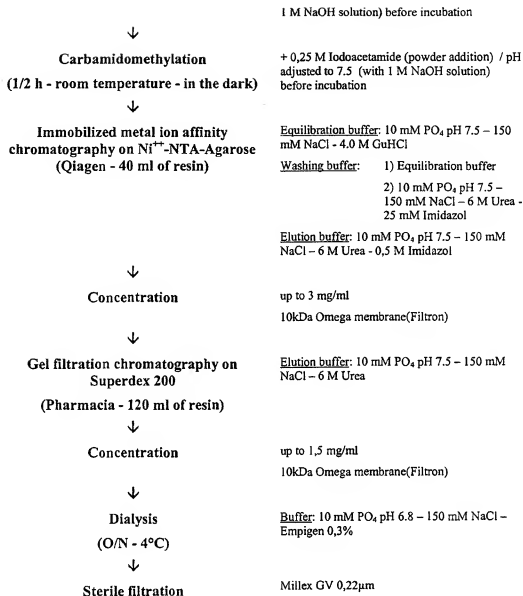 1 M NaOH solution) before incubation
Carbamidomethylation
(1/2 h - room temperature - in the dark)
+ 0,25 M Iodoacetamide (powder addition) / pH
adjusted to 7.5 (with 1 M NaOH solution)
before incubation
Immobilized metal ion affinity
chromatography on Ni⁺⁺-NTA-Agarose
(Qiagen - 40 ml of resin)
Equilibration buffer: 10 mM PO₄ pH 7.5 – 150
mM NaCl - 4.0 M GuHCl
Washing buffer: 1) Equilibration buffer
2) 10 mM PO₄ pH 7.5 –
150 mM NaCl – 6 M Urea -
25 mM Imidazol
Elution buffer: 10 mM PO₄ pH 7.5 – 150 mM
NaCl – 6 M Urea - 0,5 M Imidazol
Concentration
up to 3 mg/ml
10kDa Omega membrane(Filtron)
Gel filtration chromatography on
Superdex 200
(Pharmacia - 120 ml of resin)
Elution buffer: 10 mM PO₄ pH 7.5 – 150 mM
NaCl – 6 M Urea
Concentration
up to 1,5 mg/ml
10kDa Omega membrane(Filtron)
Dialysis
(O/N - 4°C)
Buffer: 10 mM PO₄ pH 6.8 – 150 mM NaCl –
Empigen 0,3%
Sterile filtration
Millex GV 0,22µm